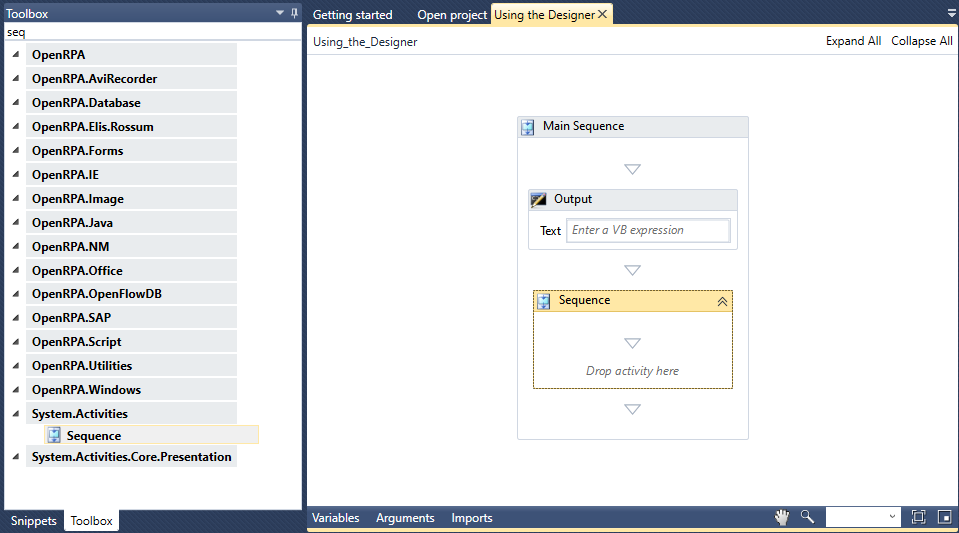 Toolbox
seq
OpenRPA
OpenRPA.AviRecorder
OpenRPA.Database
OpenRPA.Elis.Rossum
OpenRPA.Forms
OpenRPA.IE
OpenRPA.Image
OpenRPA.Java
OpenRPA.NM
OpenRPA.Office
OpenRPA.OpenFlowDB
OpenRPA.SAP
OpenRPA.Script
OpenRPA.Utilities
OpenRPA.Windows
System.Activities
Sequence
System.Activities.Core.Presentation
Snippets Toolbox
Getting started Open project Using the Designer
Using_the_Designer Expand All Collapse All
Main Sequence
Output
Text Enter a VB expression
Sequence
Drop activity here
Variables Arguments Imports